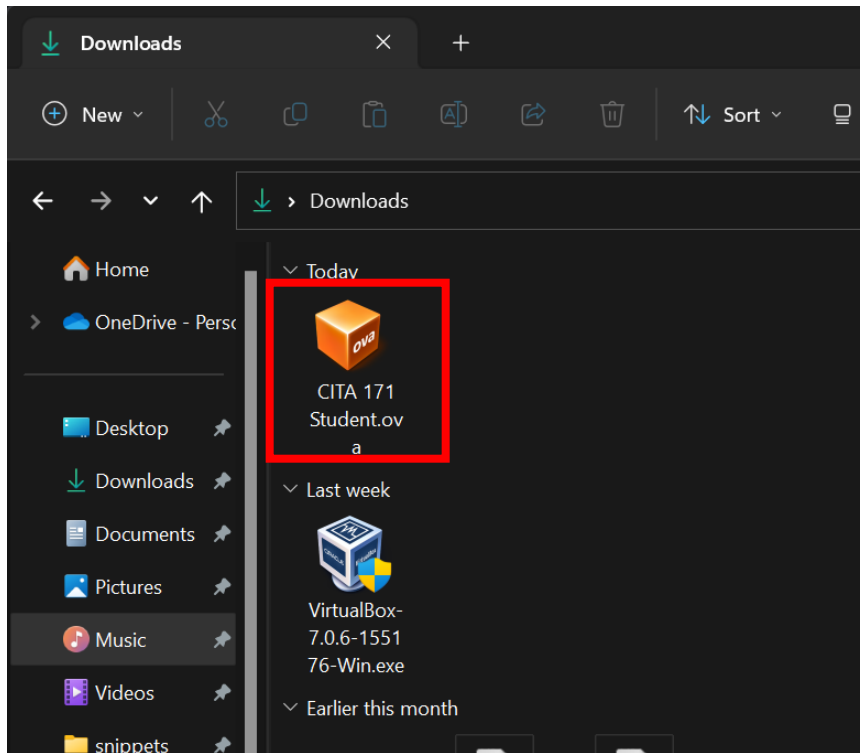 Downloads
New
Sort
Downloads
Home
OneDrive - Perso
Desktop
Downloads
Documents
Pictures
Music
Videos
snippets
Today
ova
CITA 171
Student.ov
a
Last week
VirtualBox-
7.0.6-1551
76-Win.exe
Earlier this month